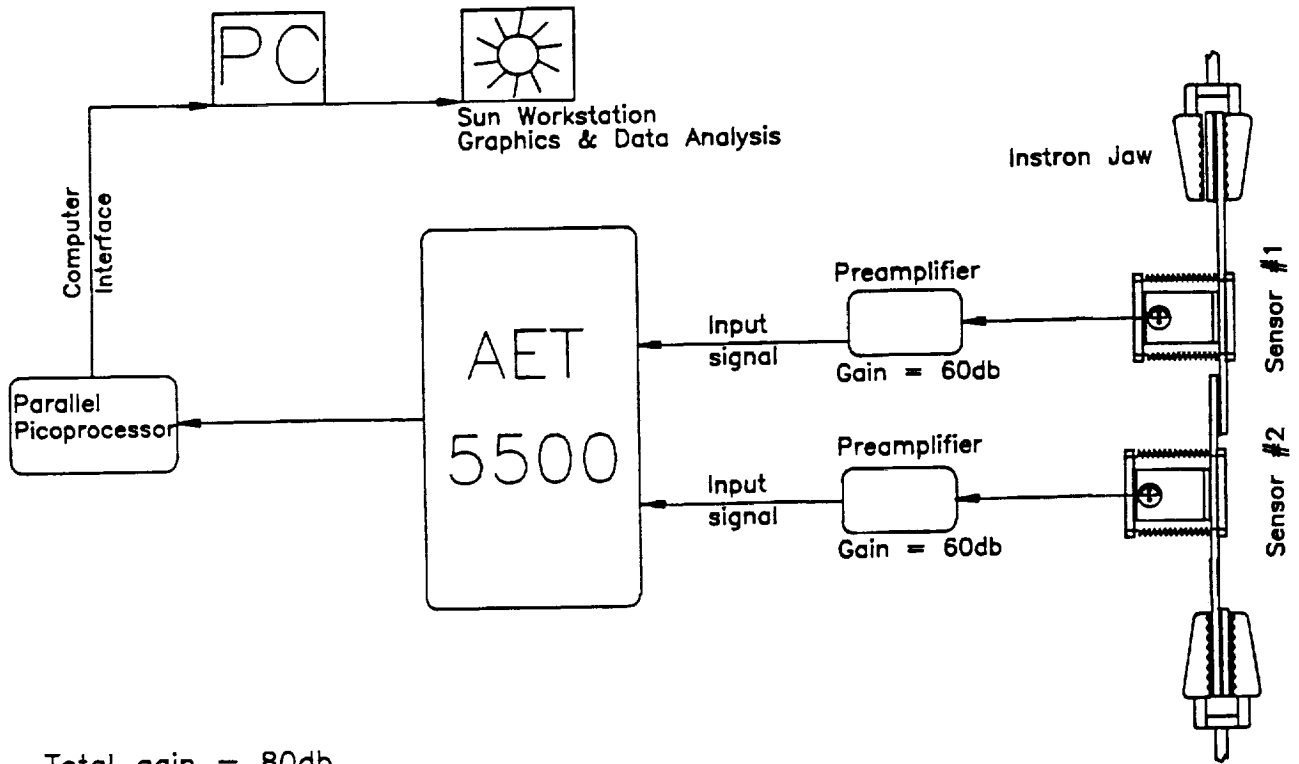 PC
Sun Workstation
Graphics & Data Analysis
Instron Jaw
Computer
Interface
Sensor #1
Preamplifier
Input
signal
Gain = 60db
AET
5500
Parallel
Picoprocessor
Sensor #2
Preamplifier
Input
signal
Gain = 60db
Total gain = 80db